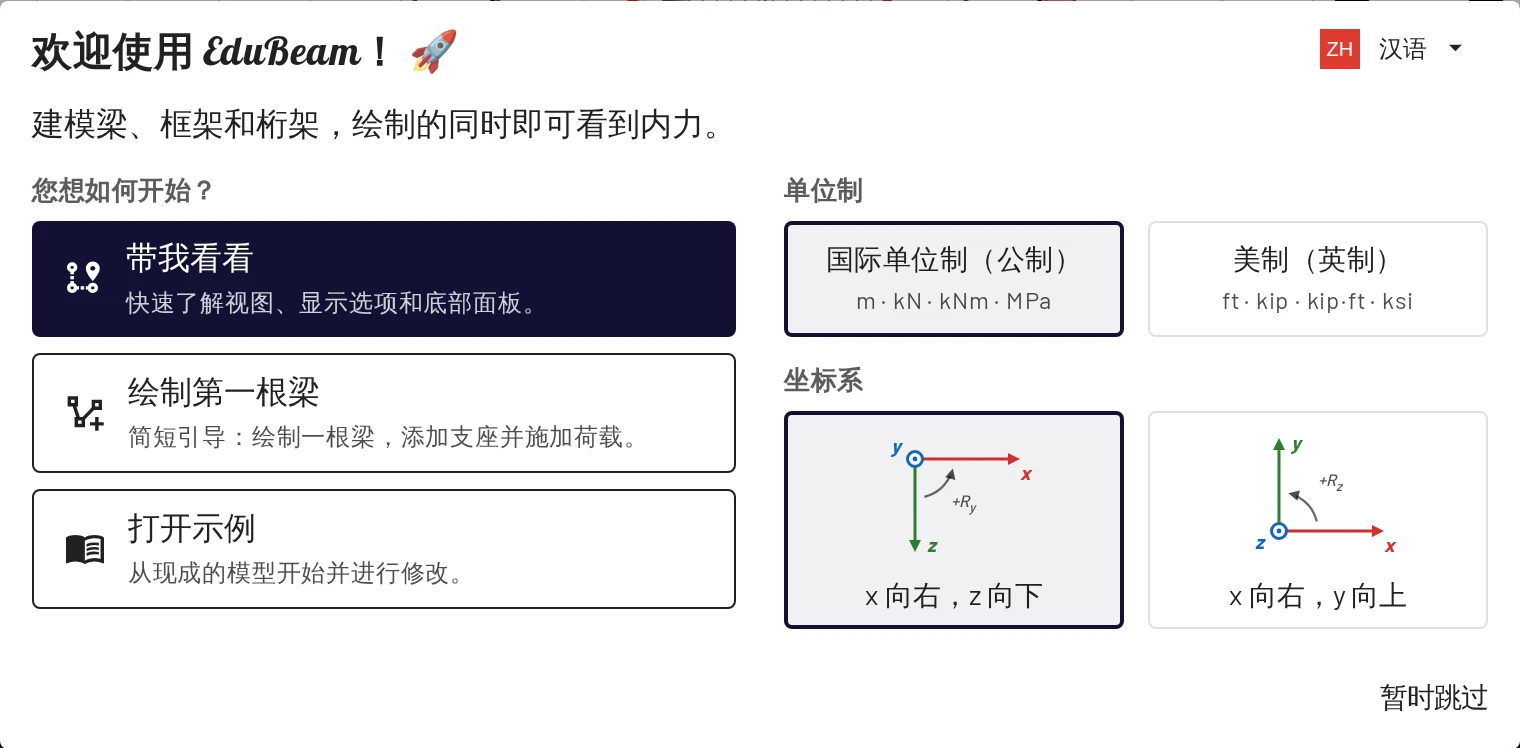 欢迎使用 EduBeam！ 🚀
ZH 汉语
建模梁、框架和桁架，绘制的同时即可看到内力。
您想如何开始？
带我看看
快速了解视图、显示选项和底部面板。
绘制第一根梁
简短引导：绘制一根梁，添加支座并施加荷载。
打开示例
从现成的模型开始并进行修改。
单位制
国际单位制（公制）
m · kN · kNm · MPa
美制（英制）
ft · kip · kip·ft · ksi
坐标系
y
x
+Ry
z
x 向右，z 向下
y
+Rz
z
x
x 向右，y 向上
暂时跳过